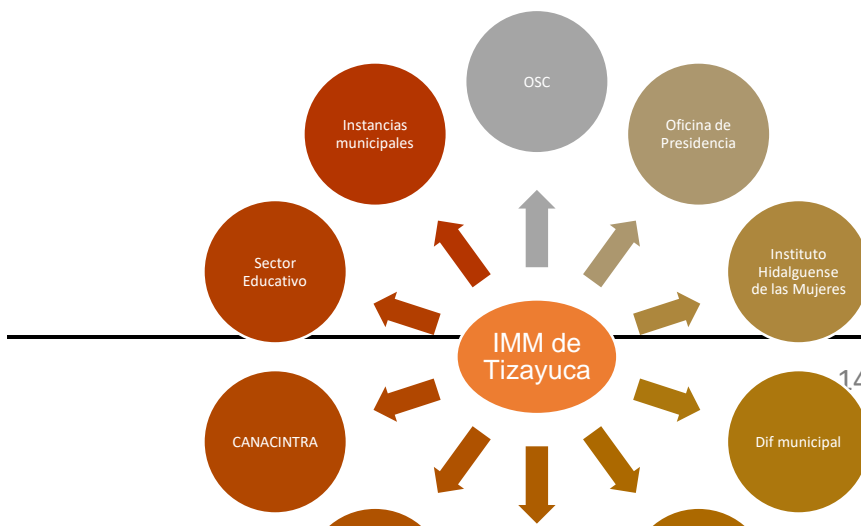 OSC
Instancias
municipales
Oficina de
Presidencia
Sector
Educativo
Instituto
Hidalguense
de las Mujeres
IMM de
Tizayuca
14
CANACINTRA
Dif municipal